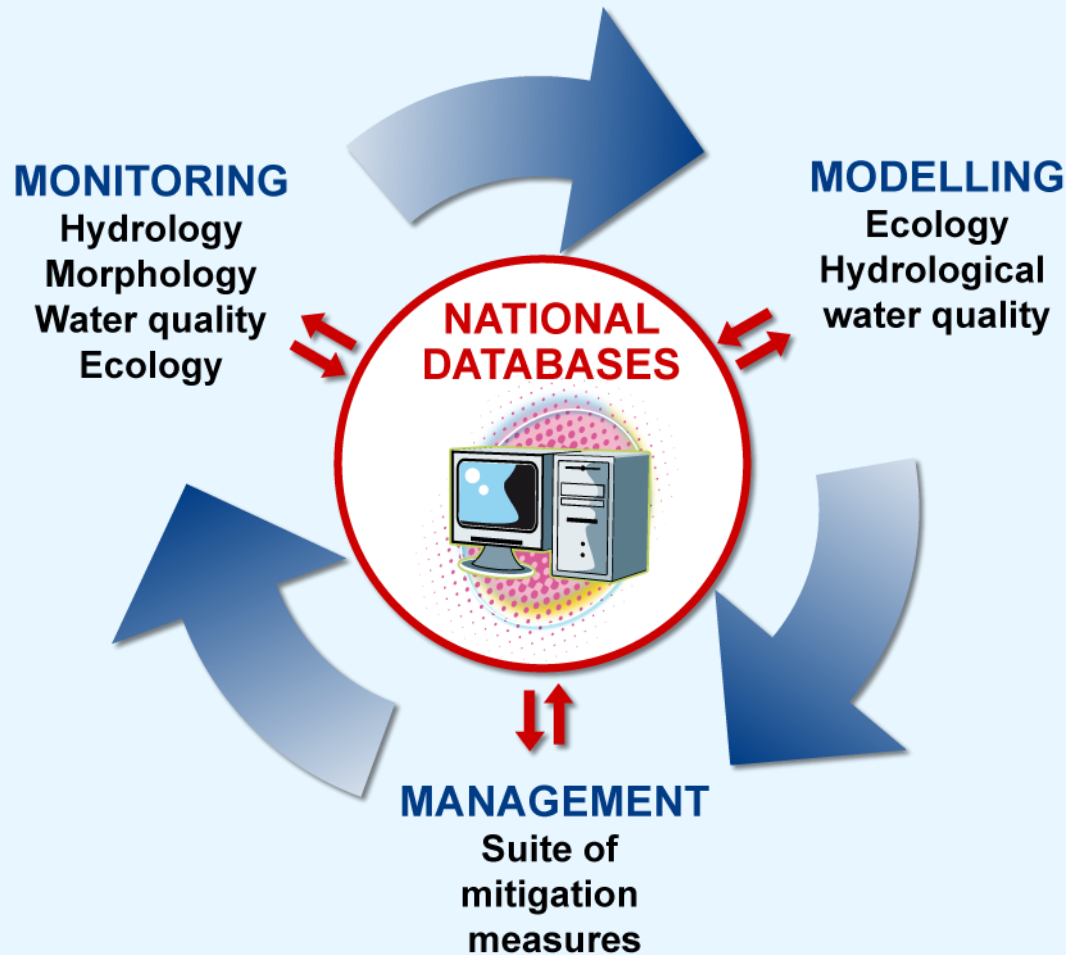 MONITORING
Hydrology
Morphology
Water quality
Ecology
MODELLING
Ecology
Hydrological
water quality
NATIONAL
DATABASES
MANAGEMENT
Suite of
mitigation
measures